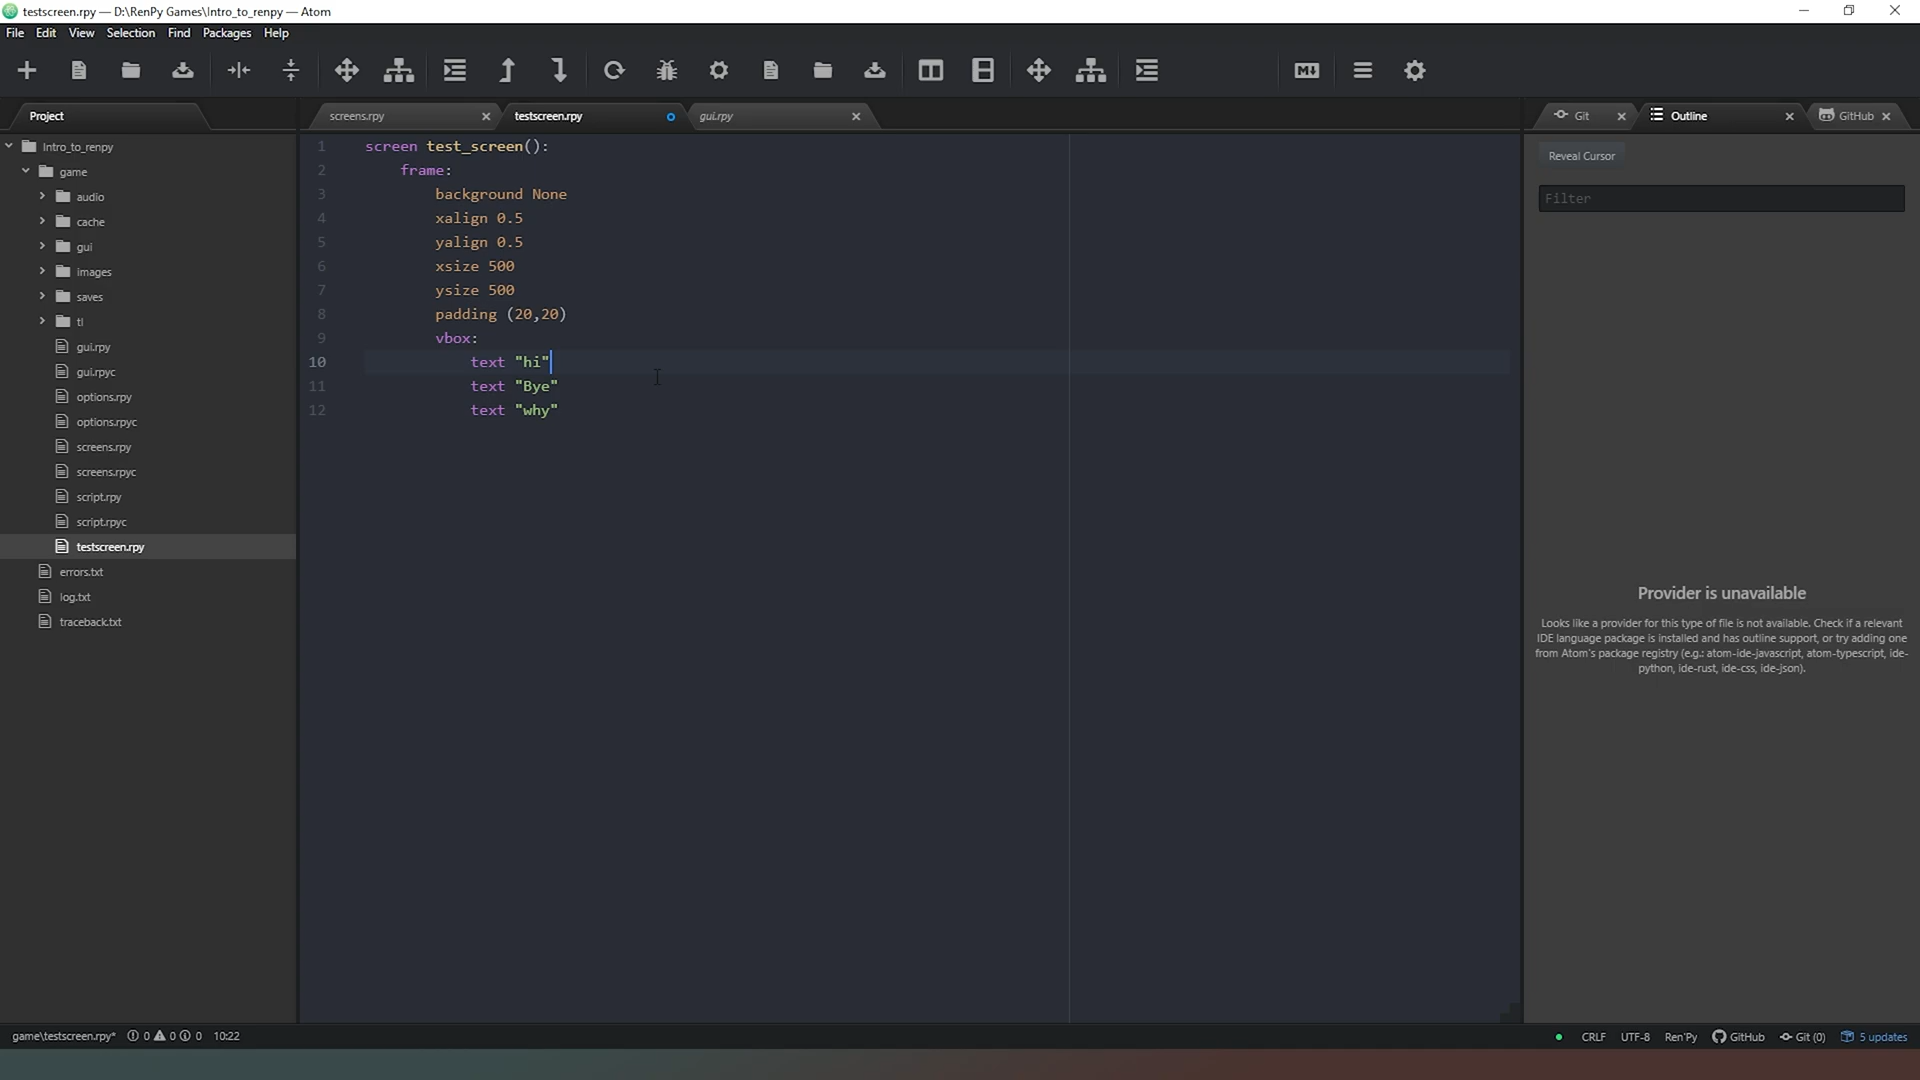 testscreen.rpy — D:\RenPy Games\Intro_to_renpy — Atom
File Edit View Selection Find Packages Help
Project
screens.rpy
testscreen.rpy
gui.rpy
Git
Outline
GitHub
Intro_to_renpy
game
audio
cache
gui
images
saves
tl
gui.rpy
gui.rpyc
options.rpy
options.rpyc
screens.rpy
screens.rpyc
script.rpy
script.rpyc
testscreen.rpy
errors.txt
log.txt
traceback.txt
1 screen test_screen():
2 frame:
3 background None
4 xalign 0.5
5 yalign 0.5
6 xsize 500
7 ysize 500
8 padding (20,20)
9 vbox:
10 text "hi"
11 text "Bye"
12 text "why"
Reveal Cursor
Filter
Provider is unavailable
Looks like a provider for this type of file is not available. Check if a relevant
IDE language package is installed and has outline support, or try adding one
from Atom's package registry (e.g.: atom-ide-javascript, atom-typescript, ide-
python, ide-rust, ide-css, ide-json).
game\testscreen.rpy* 0 0 0 10:22
CRLF UTF-8 Ren'Py GitHub Git (0) 5 updates